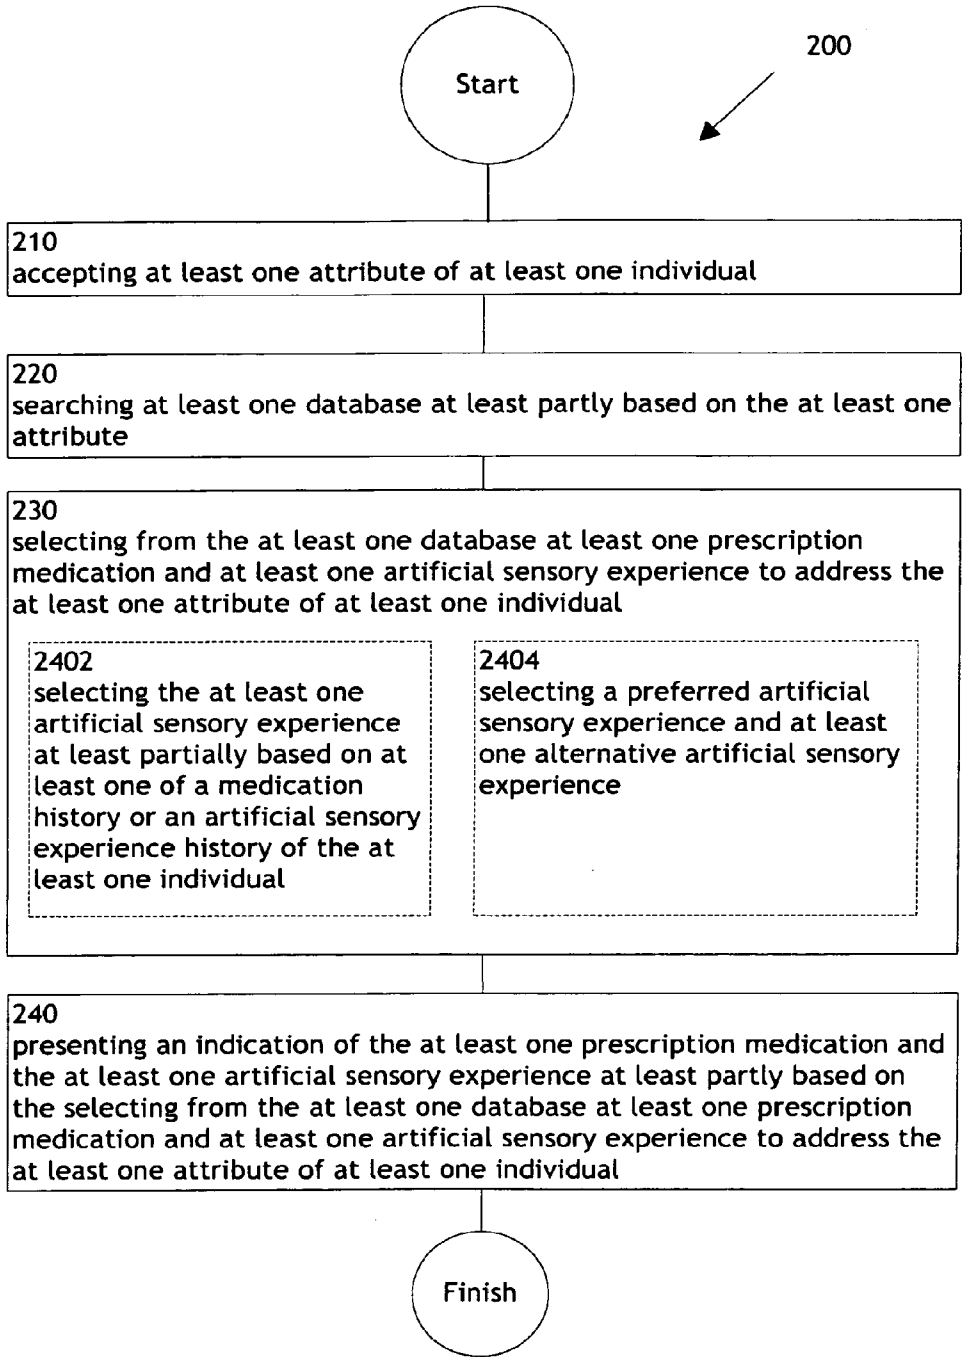 Start
200
210
accepting at least one attribute of at least one individual
220
searching at least one database at least partly based on the at least one
attribute
230
selecting from the at least one database at least one prescription
medication and at least one artificial sensory experience to address the
at least one attribute of at least one individual
2402
selecting the at least one
artificial sensory experience
at least partially based on at
least one of a medication
history or an artificial sensory
experience history of the at
least one individual
2404
selecting a preferred artificial
sensory experience and at least
one alternative artificial sensory
experience
240
presenting an indication of the at least one prescription medication and
the at least one artificial sensory experience at least partly based on
the selecting from the at least one database at least one prescription
medication and at least one artificial sensory experience to address the
at least one attribute of at least one individual
Finish